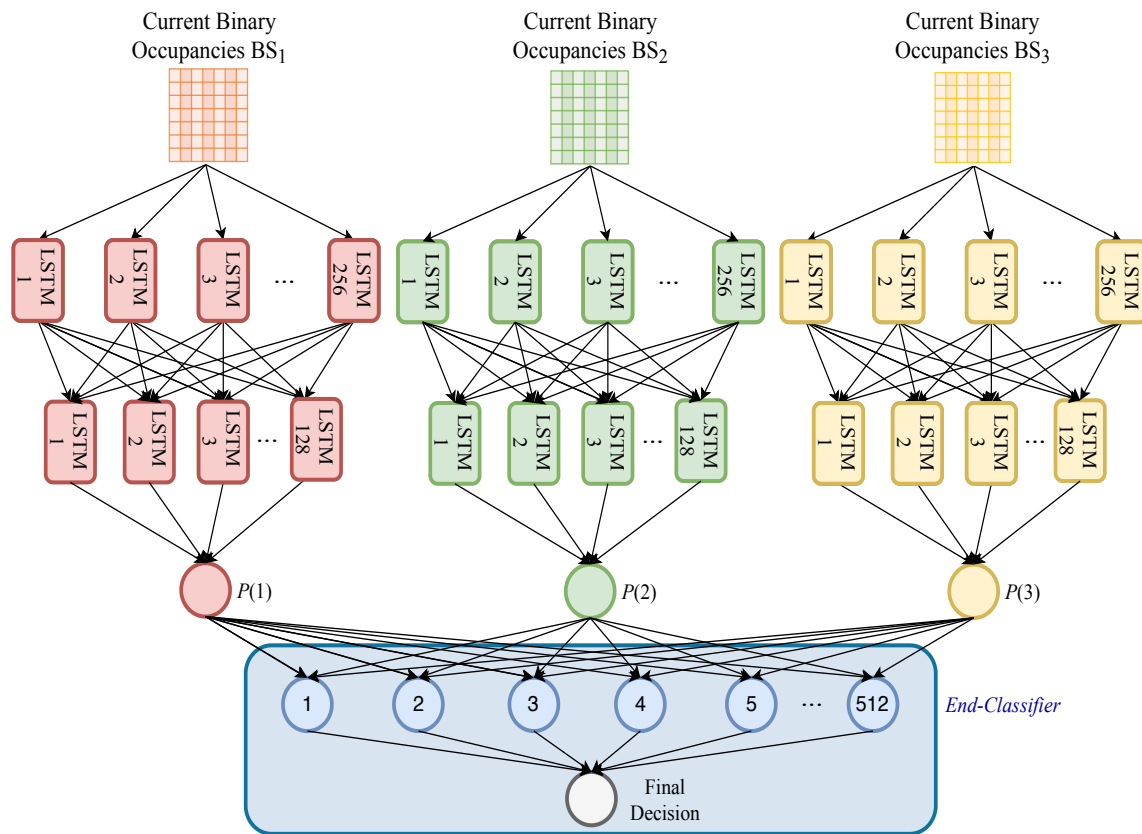 Current Binary
Occupancies BS₁
Current Binary
Occupancies BS₂
Current Binary
Occupancies BS₃
LSTM 1
LSTM 2
LSTM 3
...
LSTM 256
LSTM 1
LSTM 2
LSTM 3
...
LSTM 256
LSTM 1
LSTM 2
LSTM 3
...
LSTM 256
LSTM 1
LSTM 2
LSTM 3
...
LSTM 128
LSTM 1
LSTM 2
LSTM 3
...
LSTM 128
LSTM 1
LSTM 2
LSTM 3
...
LSTM 128
P(1)
P(2)
P(3)
1
2
3
4
5
...
512
End-Classifier
Final
Decision